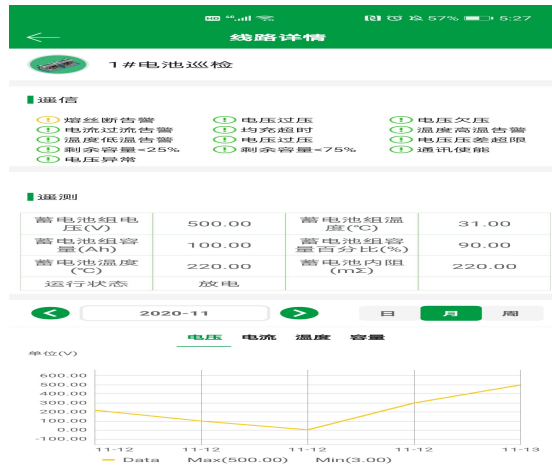 HD 46 57% 5:27
线路详情
1#电池巡检
遥信
熔丝断告警 电压过压 电压欠压
电流过流告警 均充超时 温度高温告警
温度低温告警 电压过压 电压压差超限
剩余容量<25% 剩余容量<75% 通讯使能
电压异常
遥测
蓄电池组电压(V) 500.00 蓄电池组温度(℃) 31.00
蓄电池组容量(Ah) 100.00 蓄电池组容量百分比(%) 90.00
蓄电池温度(℃) 220.00 蓄电池内阻(mΣ) 220.00
运行状态 放电
2020-11 日 月 周
电压 电流 温度 容量
单位(V)
600.00
500.00
400.00
300.00
200.00
100.00
0.00
-100.00
11-12 11-12 11-12 11-12 11-13
Data Max(500.00) Min(3.00)